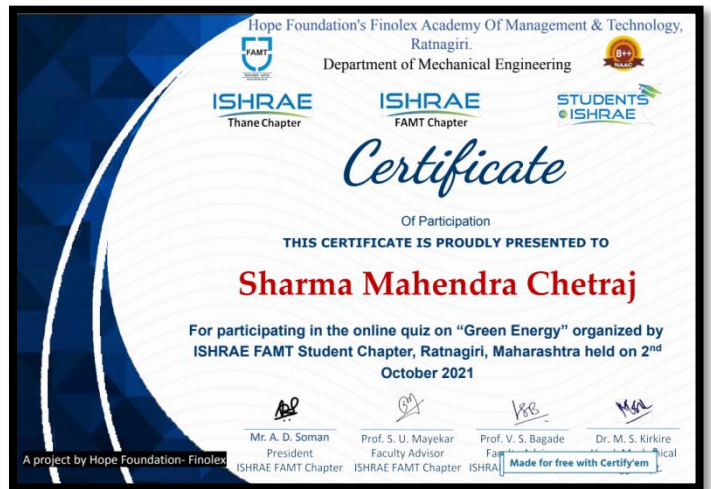 Hope Foundation's Finolex Academy Of Management & Technology,
Ratnagiri.
FAMT
B++
NAAC
Department of Mechanical Engineering
ISHRAE
Thane Chapter
ISHRAE
FAMT Chapter
STUDENTS
@ISHRAE
Certificate
Of Participation
THIS CERTIFICATE IS PROUDLY PRESENTED TO
Sharma Mahendra Chetraj
For participating in the online quiz on “Green Energy” organized by
ISHRAE FAMT Student Chapter, Ratnagiri, Maharashtra held on 2nd
October 2021
Mr. A. D. Soman
President
ISHRAE FAMT Chapter
Prof. S. U. Mayekar
Faculty Advisor
ISHRAE FAMT Chapter
Prof. V. S. Bagade
Dr. M. S. Kirkire
A project by Hope Foundation- Finolex
Made for free with Certify'em